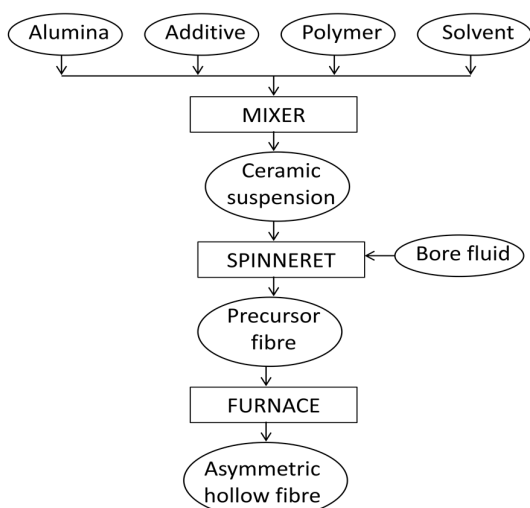 Alumina
Additive
Polymer
Solvent
MIXER
Ceramic
suspension
SPINNERET
Bore fluid
Precursor
fibre
FURNACE
Asymmetric
hollow fibre